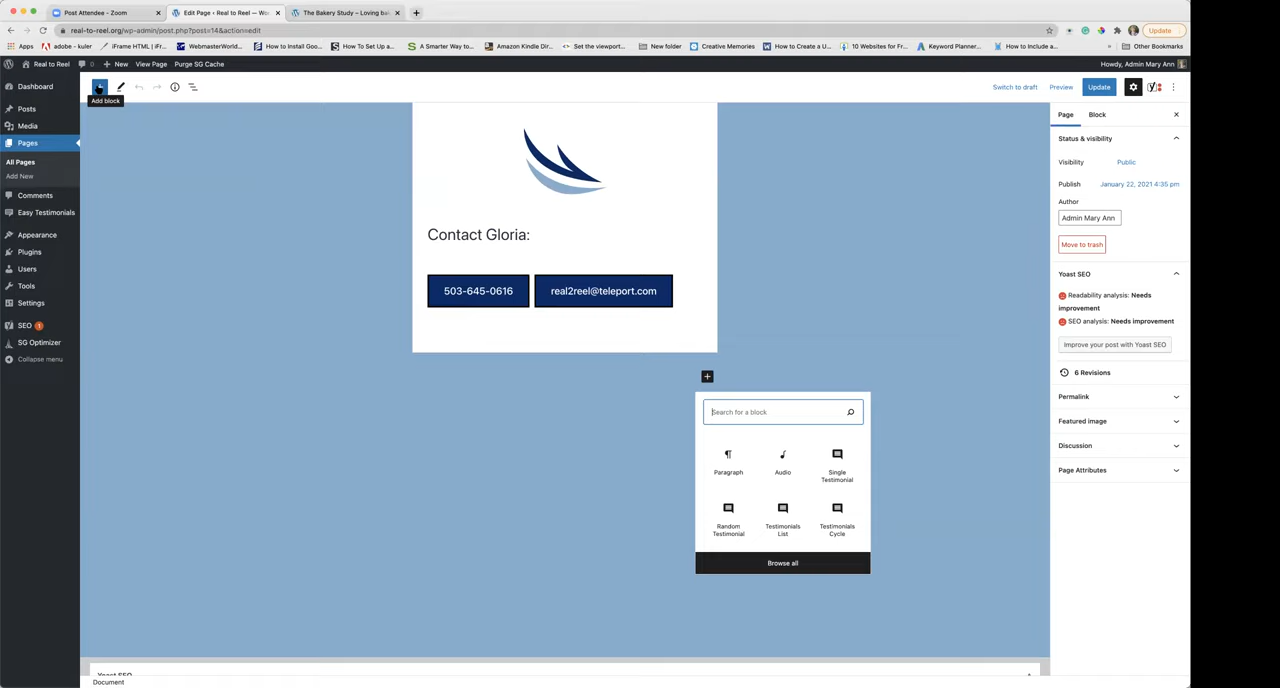 Post Attendee - Zoom
Edit Page ‹ Real to Reel — Wo
The Bakery Study – Loving ba
real-to-reel.org/wp-admin/post.php?post=14&action=edit
Update
Apps
adobe - kuler
iFrame HTML | iFr...
WebmasterWorld...
How to Install Goo...
How To Set Up a...
A Smarter Way to...
Amazon Kindle Dir...
Set the viewport...
New folder
Creative Memories
How to Create a U...
10 Websites for Fr...
Keyword Planner...
How to Include a...
Other Bookmarks
Real to Reel
0
New
View Page
Purge SG Cache
Howdy, Admin Mary Ann
Dashboard
Posts
Media
Pages
All Pages
Add New
Comments
Easy Testimonials
Appearance
Plugins
Users
Tools
Settings
SEO 1
SG Optimizer
Collapse menu
Add block
Switch to draft
Preview
Update
Contact Gloria:
503-645-0616
real2reel@teleport.com
Search for a block
Paragraph
Audio
Single
Testimonial
Random
Testimonial
Testimonials
List
Testimonials
Cycle
Browse all
Page
Block
Status & visibility
Visibility
Public
Publish
January 22, 2021 4:35 pm
Author
Admin Mary Ann
Move to trash
Yoast SEO
Readability analysis: Needs
improvement
SEO analysis: Needs improvement
Improve your post with Yoast SEO
6 Revisions
Permalink
Featured image
Discussion
Page Attributes
Yoast SEO
Document